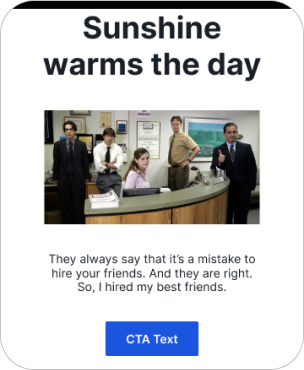 Sunshine
warms the day
They always say that it's a mistake to
hire your friends. And they are right.
So, I hired my best friends.
CTA Text